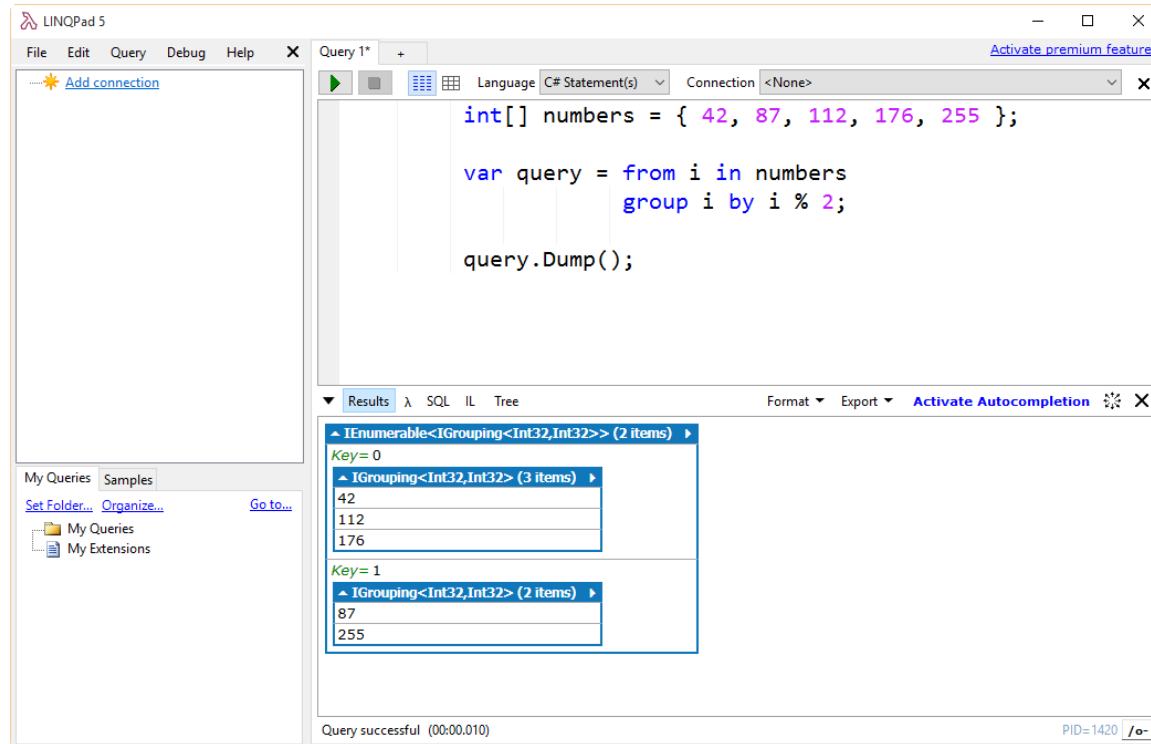 LINQPad 5
File Edit Query Debug Help
Query 1* +
Activate premium feature
Add connection
Language C# Statement(s) Connection <None>
int[] numbers = { 42, 87, 112, 176, 255 };
var query = from i in numbers
group i by i % 2;
query.Dump();
Results λ SQL IL Tree
Format Export Activate Autocompletion
IEnumerable<IGrouping<Int32,Int32>> (2 items)
Key= 0
IGrouping<Int32,Int32> (3 items)
42
112
176
Key= 1
IGrouping<Int32,Int32> (2 items)
87
255
My Queries Samples
Set Folder... Organize... Go to...
My Queries
My Extensions
Query successful (00:00.010)
PID=1420 /o-